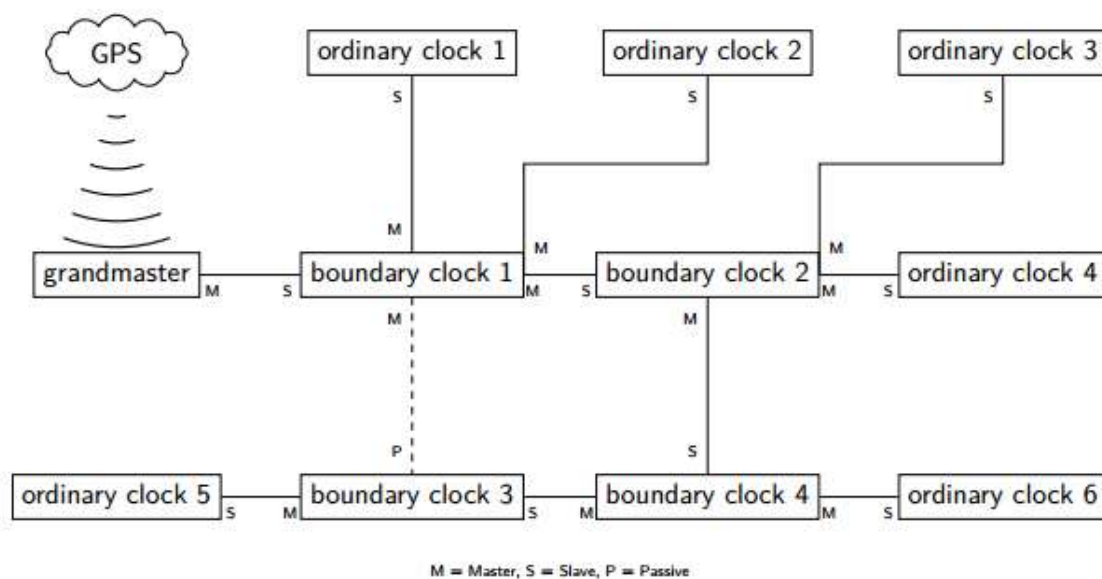 GPS
ordinary clock 1
ordinary clock 2
ordinary clock 3
S
S
S
M
M
grandmaster
boundary clock 1
boundary clock 2
ordinary clock 4
M
S
M
S
M
S
M
M
P
S
ordinary clock 5
boundary clock 3
boundary clock 4
ordinary clock 6
S
M
S
M
M
S
M = Master, S = Slave, P = Passive